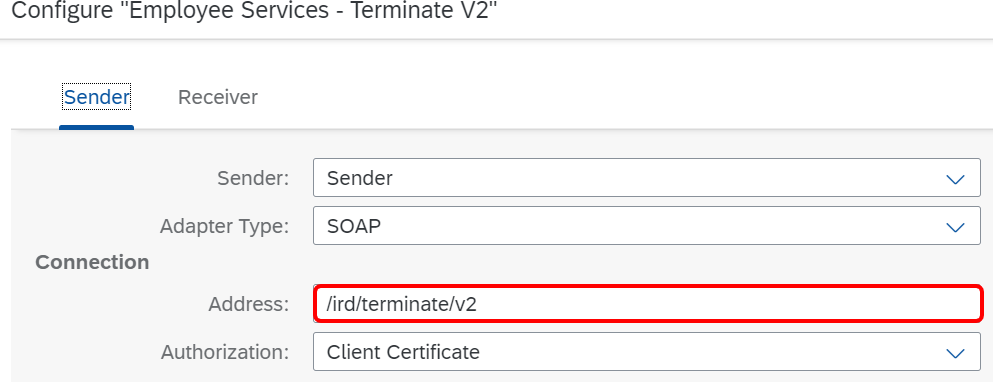 Configure "Employee Services - Terminate V2"
Sender Receiver
Sender: Sender
Adapter Type: SOAP
Connection
Address: /ird/terminate/v2
Authorization: Client Certificate